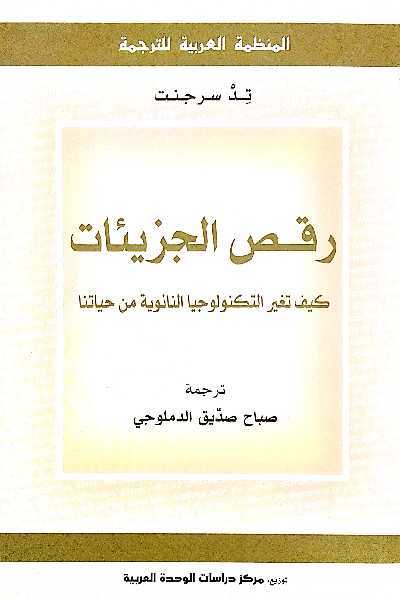 المنظمة العربية للترجمة
تِدْ سرجنت
رقص الجزيئات
كيف تغير التكنولوجيا النانوية من حياتنا
ترجمة
صباح صدّيق الدملوجي
توزيع: مركز دراسات الوحدة العربية